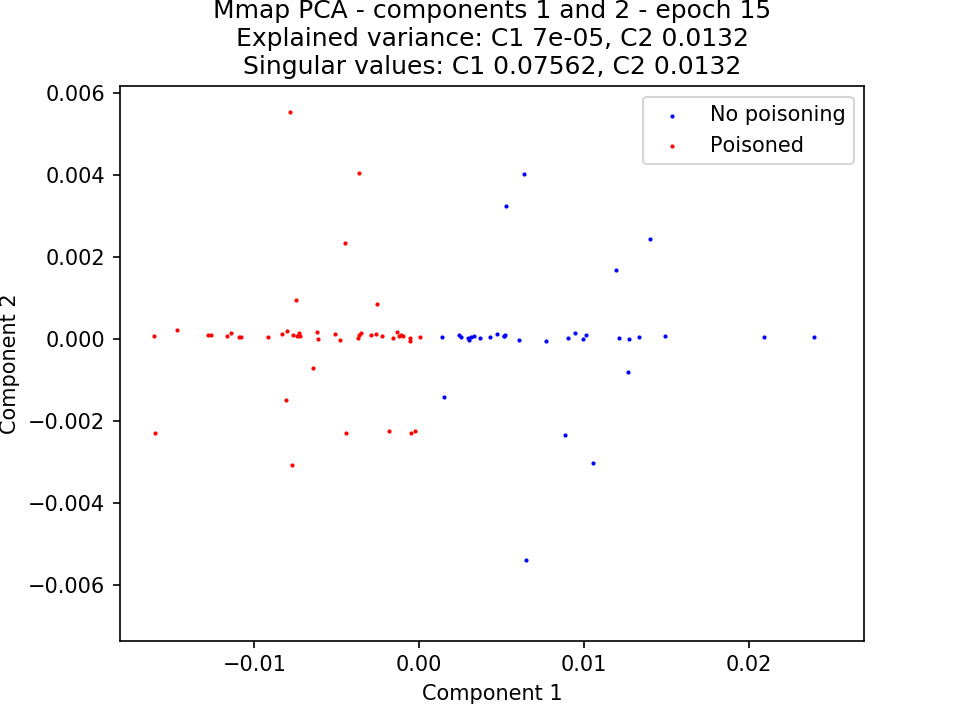 Mmap PCA - components 1 and 2 - epoch 15
Explained variance: C1 7e-05, C2 0.0132
Singular values: C1 0.07562, C2 0.0132
No poisoning
Poisoned
0.006
0.004
0.002
0.000
−0.002
−0.004
−0.006
Component 2
−0.01
0.00
0.01
0.02
Component 1